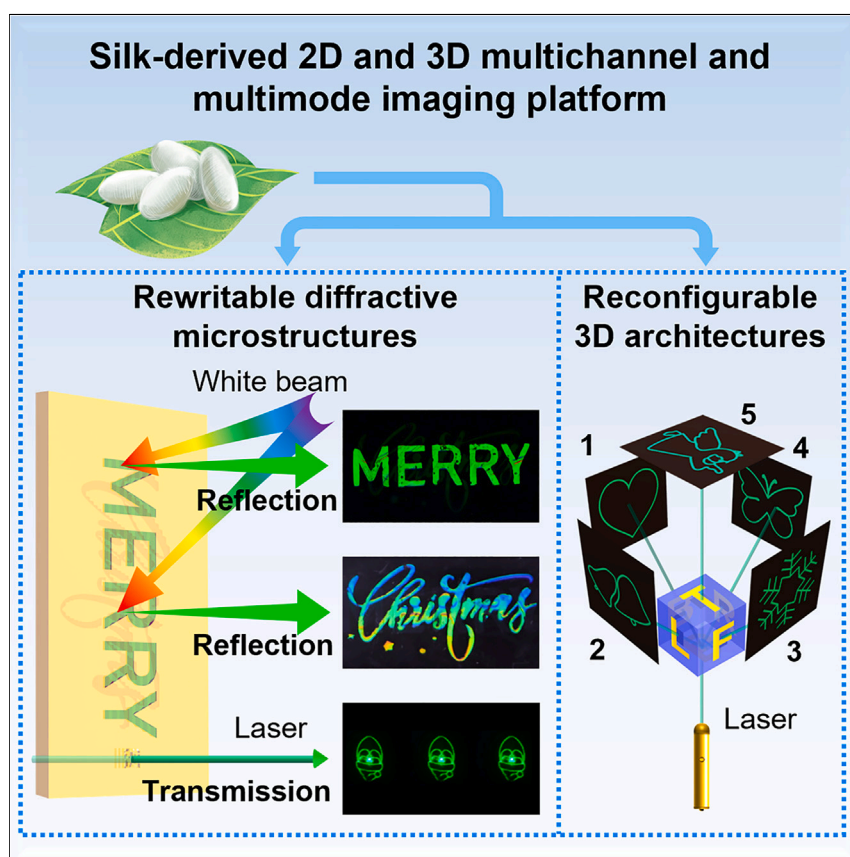 Silk-derived 2D and 3D multichannel and
multimode imaging platform
Rewritable diffractive
microstructures
White beam
MERRY
Christmas
Reflection
MERRY
Reflection
Christmas
Laser
Transmission
Reconfigurable
3D architectures
5
1
4
T
L
F
2
3
Laser